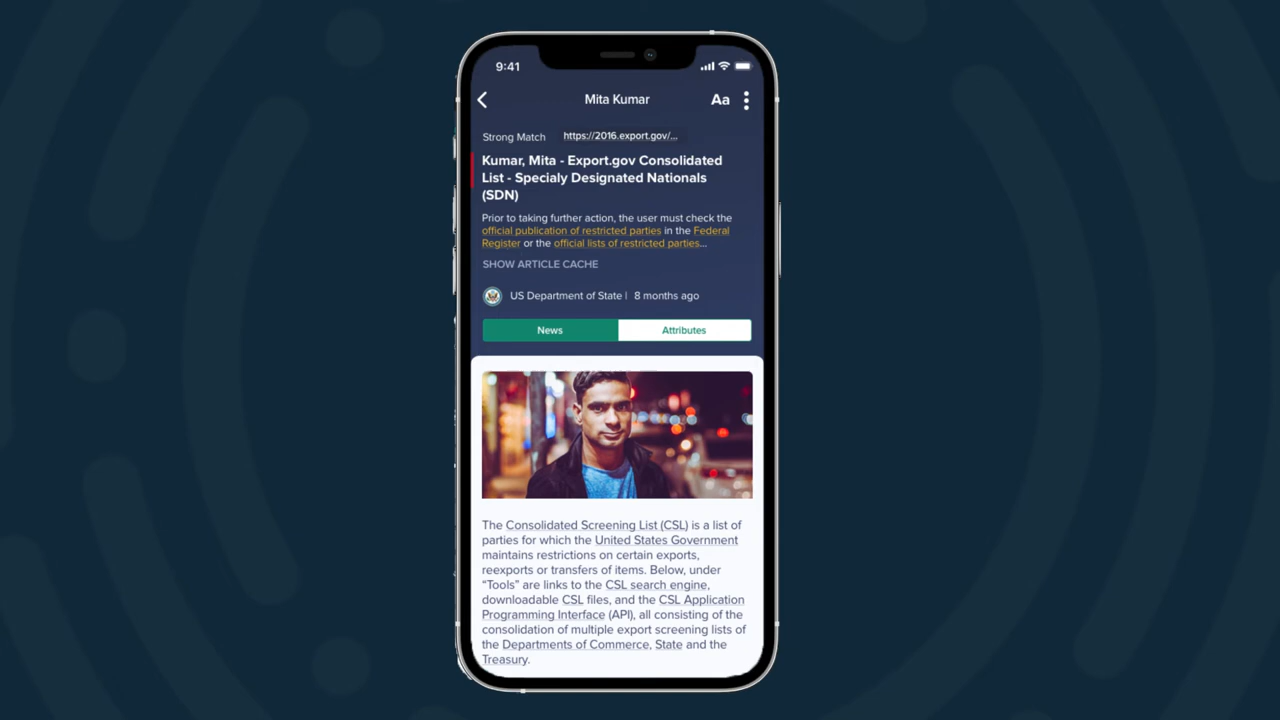 9:41
Mita Kumar
Aa
Strong Match https://2016.export.gov/...
Kumar, Mita - Export.gov Consolidated
List - Specialy Designated Nationals
(SDN)
Prior to taking further action, the user must check the
official publication of restricted parties in the Federal
Register or the official lists of restricted parties...
SHOW ARTICLE CACHE
US Department of State | 8 months ago
News Attributes
The Consolidated Screening List (CSL) is a list of
parties for which the United States Government
maintains restrictions on certain exports,
reexports or transfers of items. Below, under
“Tools” are links to the CSL search engine,
downloadable CSL files, and the CSL Application
Programming Interface (API), all consisting of the
consolidation of multiple export screening lists of
the Departments of Commerce, State and the
Treasury.